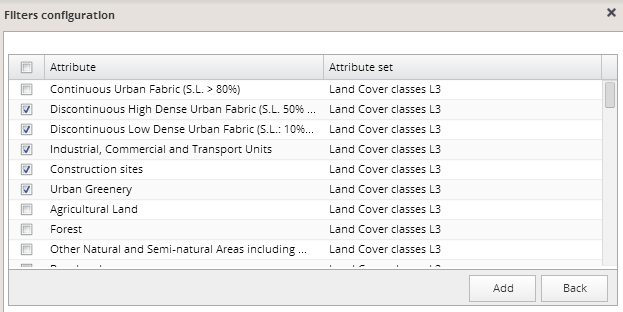 Filters configuration
Attribute Attribute set
Continuous Urban Fabric (S.L. > 80%) Land Cover classes L3
Discontinuous High Dense Urban Fabric (S.L. 50% ... Land Cover classes L3
Discontinuous Low Dense Urban Fabric (S.L.: 10%... Land Cover classes L3
Industrial, Commercial and Transport Units Land Cover classes L3
Construction sites Land Cover classes L3
Urban Greenery Land Cover classes L3
Agricultural Land Land Cover classes L3
Forest Land Cover classes L3
Other Natural and Semi-natural Areas including ... Land Cover classes L3
Add Back